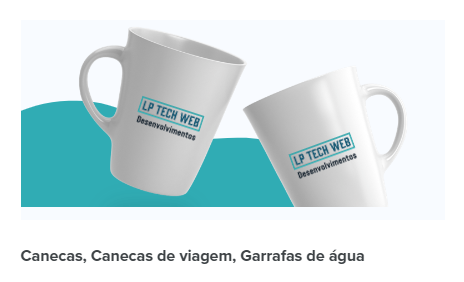 LP TECH WEB
Desenvolvimentos
LP TECH WEB
Desenvolvimentos
Canecas, Canecas de viagem, Garrafas de água